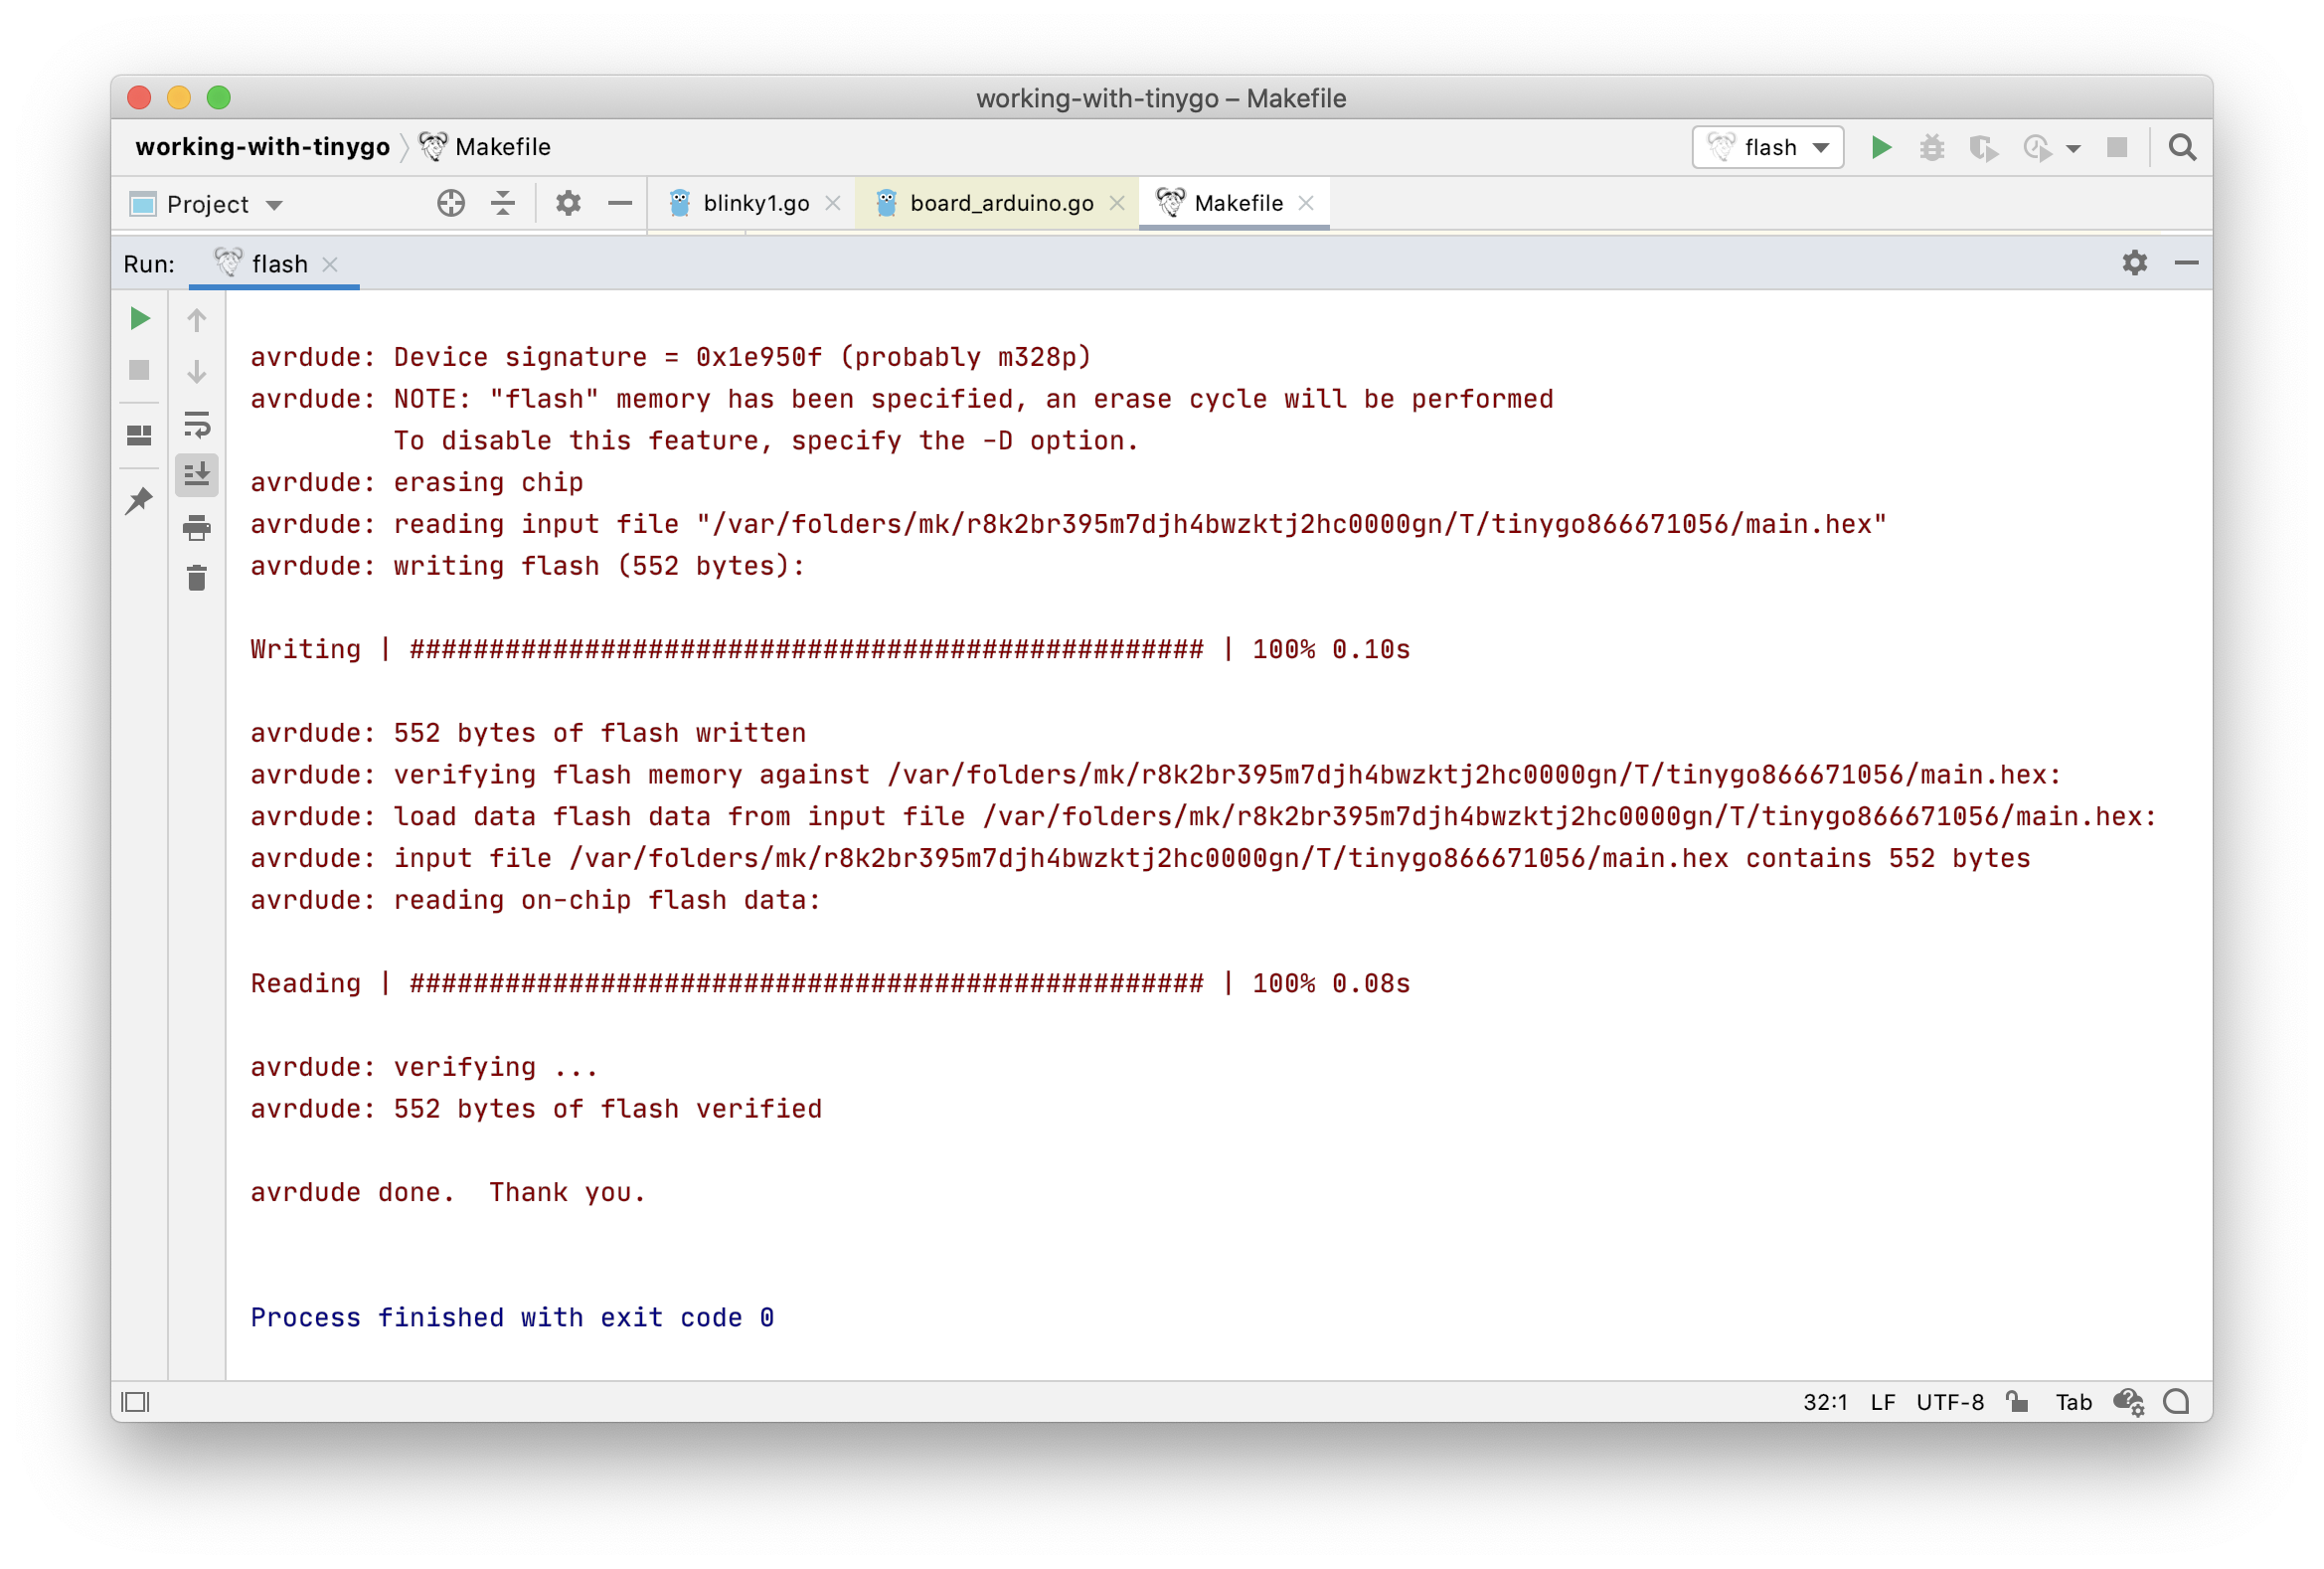 working-with-tinygo – Makefile
working-with-tinygo Makefile flash
Project blinky1.go board_arduino.go Makefile
Run: flash
avrdude: Device signature = 0x1e950f (probably m328p)
avrdude: NOTE: "flash" memory has been specified, an erase cycle will be performed
To disable this feature, specify the -D option.
avrdude: erasing chip
avrdude: reading input file "/var/folders/mk/r8k2br395m7djh4bwzktj2hc0000gn/T/tinygo866671056/main.hex"
avrdude: writing flash (552 bytes):
Writing | ################################################## | 100% 0.10s
avrdude: 552 bytes of flash written
avrdude: verifying flash memory against /var/folders/mk/r8k2br395m7djh4bwzktj2hc0000gn/T/tinygo866671056/main.hex:
avrdude: load data flash data from input file /var/folders/mk/r8k2br395m7djh4bwzktj2hc0000gn/T/tinygo866671056/main.hex:
avrdude: input file /var/folders/mk/r8k2br395m7djh4bwzktj2hc0000gn/T/tinygo866671056/main.hex contains 552 bytes
avrdude: reading on-chip flash data:
Reading | ################################################## | 100% 0.08s
avrdude: verifying ...
avrdude: 552 bytes of flash verified
avrdude done.  Thank you.
Process finished with exit code 0
32:1 LF UTF-8 Tab